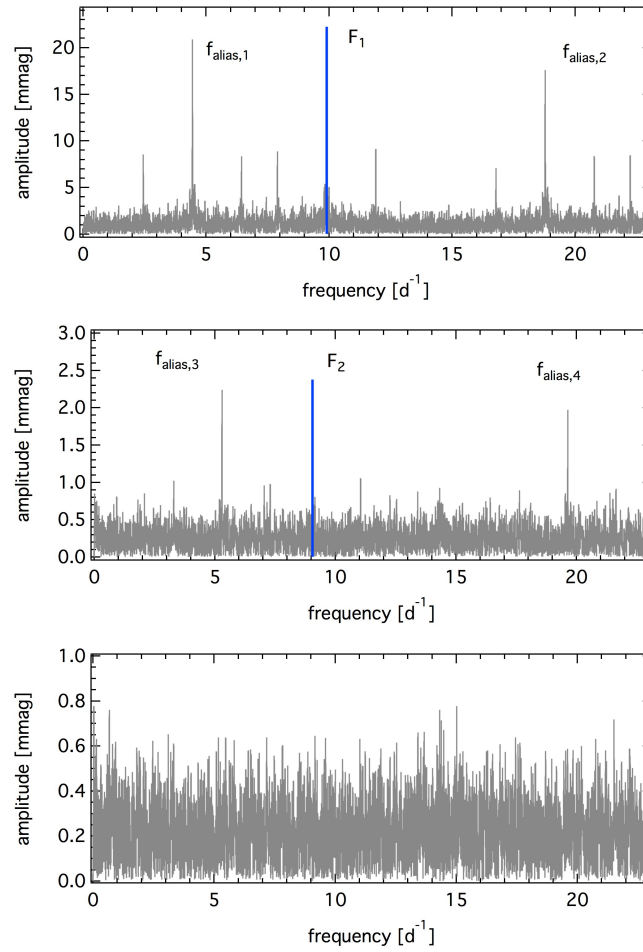 20
15
10
5
0
amplitude [mmag]
f_alias,1
F_1
f_alias,2
0 5 10 15 20
frequency [d^-1]
3.0
2.5
2.0
1.5
1.0
0.5
0.0
amplitude [mmag]
f_alias,3
F_2
f_alias,4
0 5 10 15 20
frequency [d^-1]
1.0
0.8
0.6
0.4
0.2
0.0
amplitude [mmag]
0 5 10 15 20
frequency [d^-1]